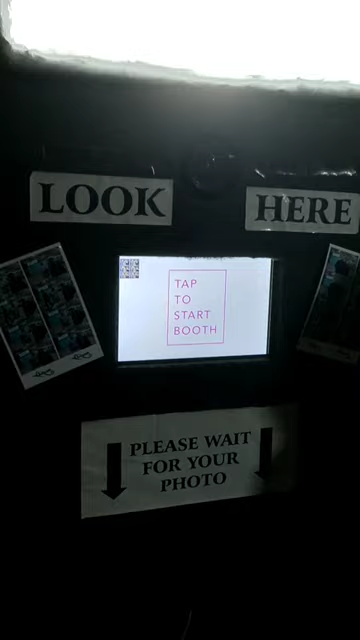 LOOK
HERE
TAP
TO
START
BOOTH
PLEASE WAIT
FOR YOUR
PHOTO